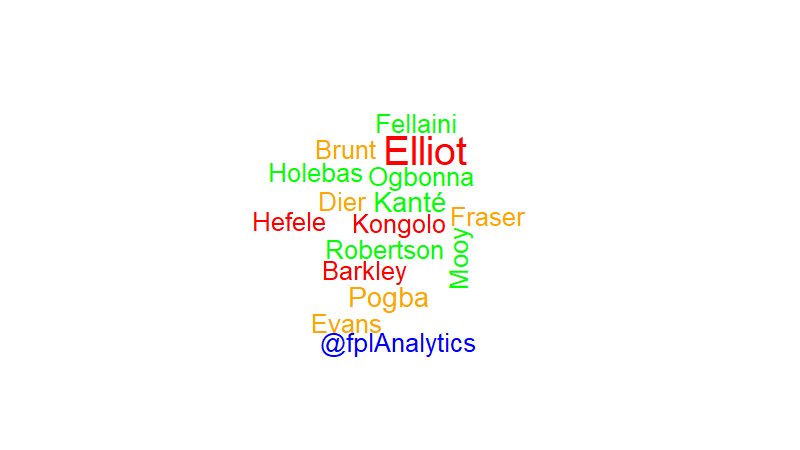 Fellaini
Brunt
Elliot
Holebas
Ogbonna
Dier
Kanté
Hefele
Kongolo
Fraser
Robertson
Mooy
Barkley
Pogba
Evans
@fplAnalytics